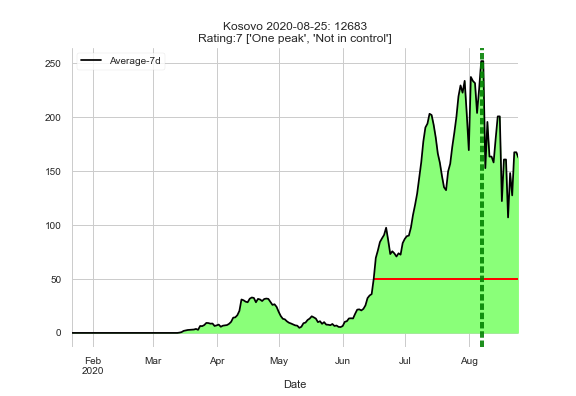 Kosovo 2020-08-25: 12683
Rating:7 ['One peak', 'Not in control']
Average-7d
250
200
150
100
50
0
Feb
2020
Mar
Apr
May
Jun
Jul
Aug
Date